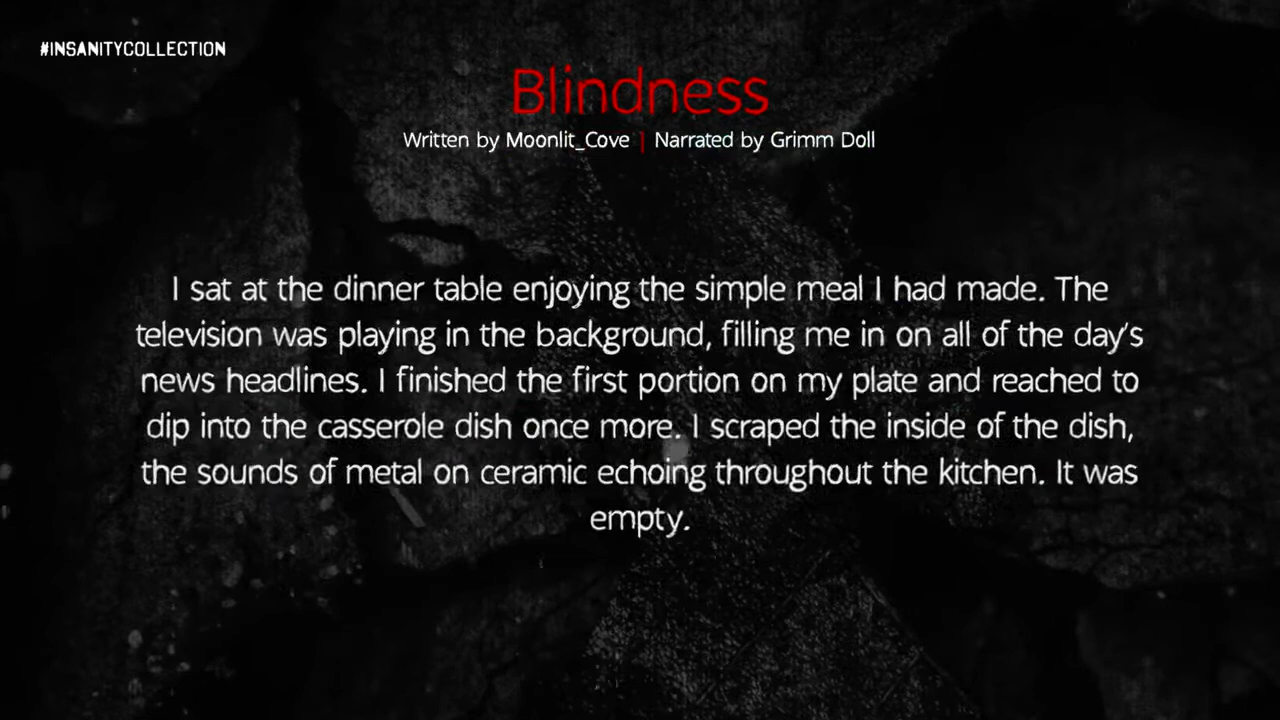 #INSANITYCOLLECTION
Blindness
Written by Moonlit_Cove | Narrated by Grimm Doll
I sat at the dinner table enjoying the simple meal I had made. The
television was playing in the background, filling me in on all of the day's
news headlines. I finished the first portion on my plate and reached to
dip into the casserole dish once more. I scraped the inside of the dish,
the sounds of metal on ceramic echoing throughout the kitchen. It was
empty.